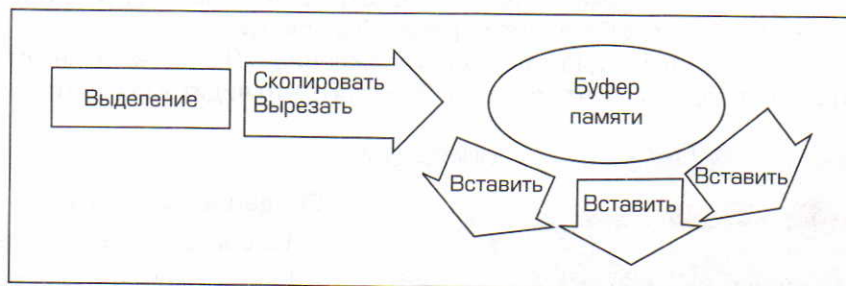 Выделение
Скопировать
Вырезать
Буфер
памяти
Вставить
Вставить
Вставить